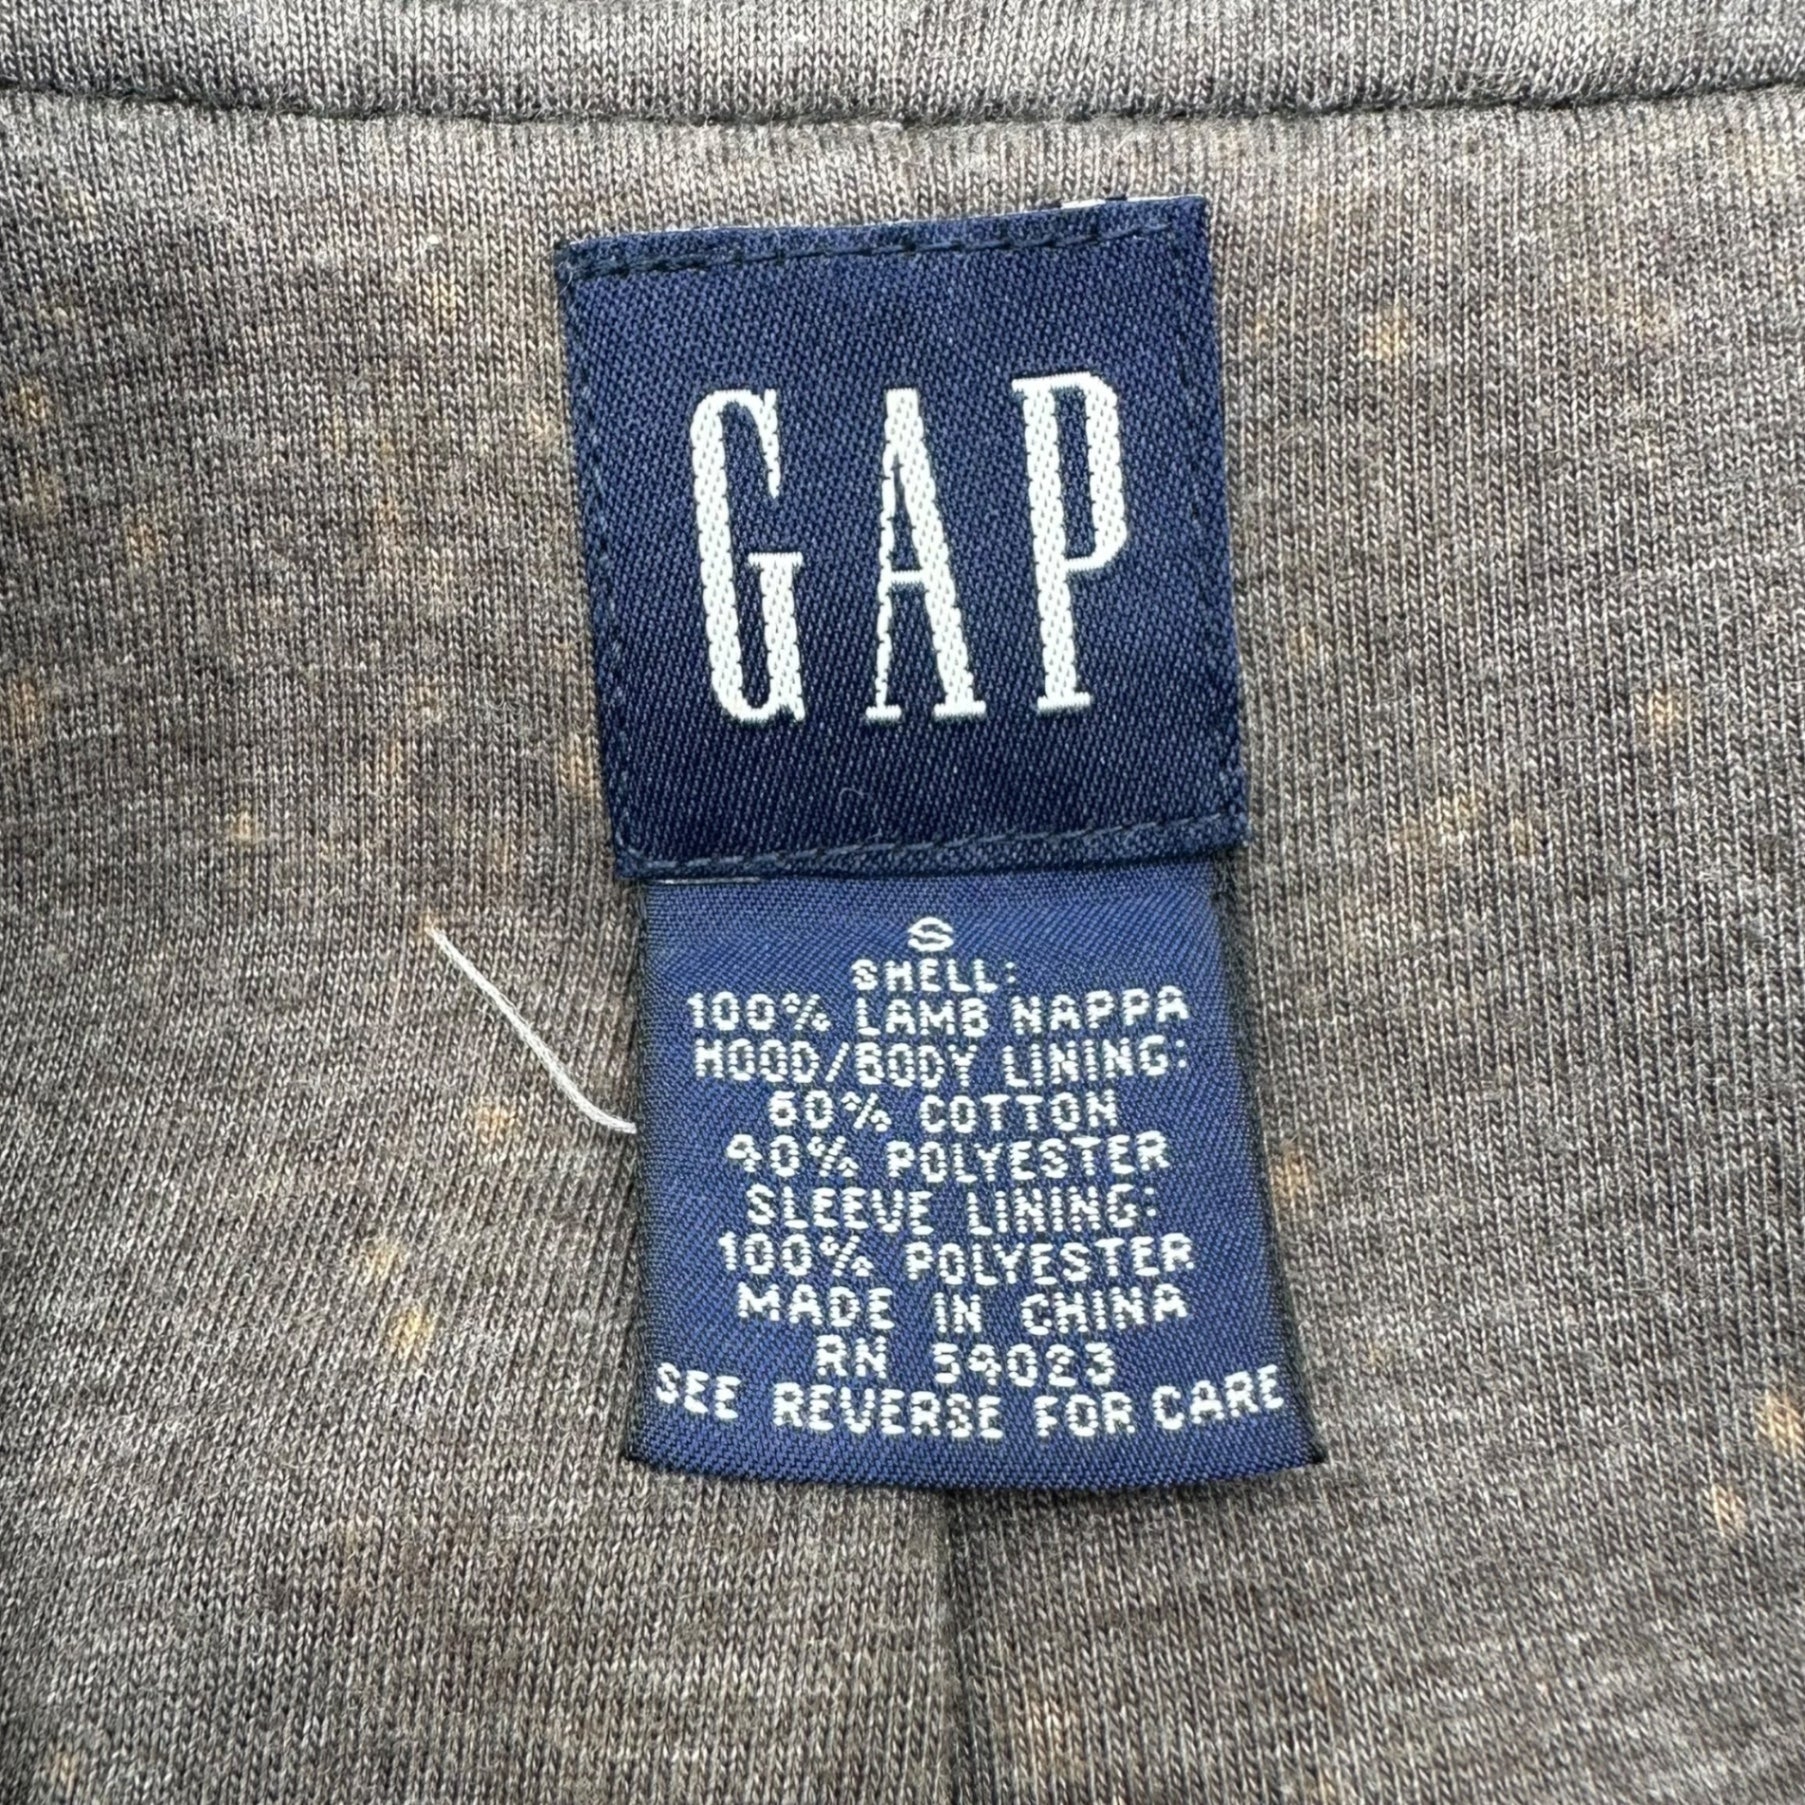 GAP
S
SHELL:
100% LAMB NAPPA
HOOD/BODY LINING:
60% COTTON
40% POLYESTER
SLEEVE LINING:
100% POLYESTER
MADE IN CHINA
RN 54023
SEE REVERSE FOR CARE